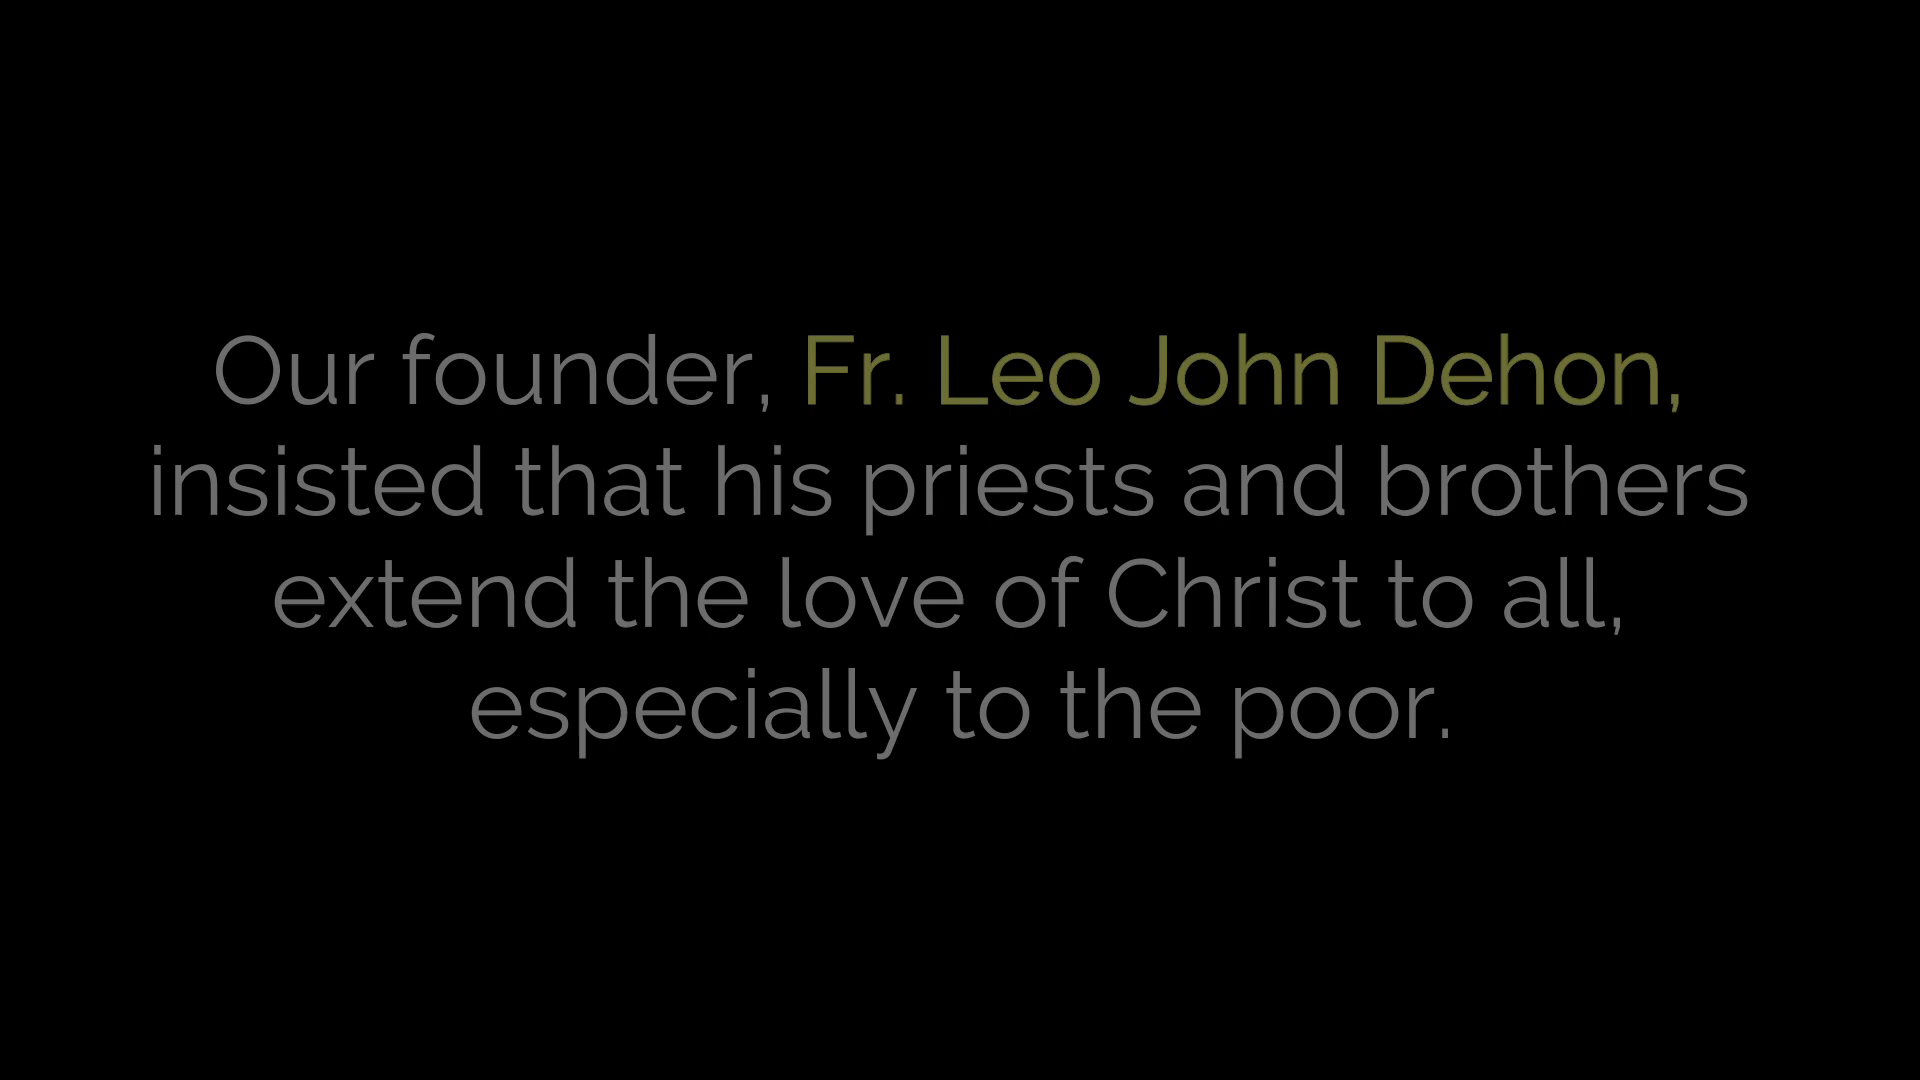 Our founder, Fr. Leo John Dehon,
insisted that his priests and brothers
extend the love of Christ to all,
especially to the poor.